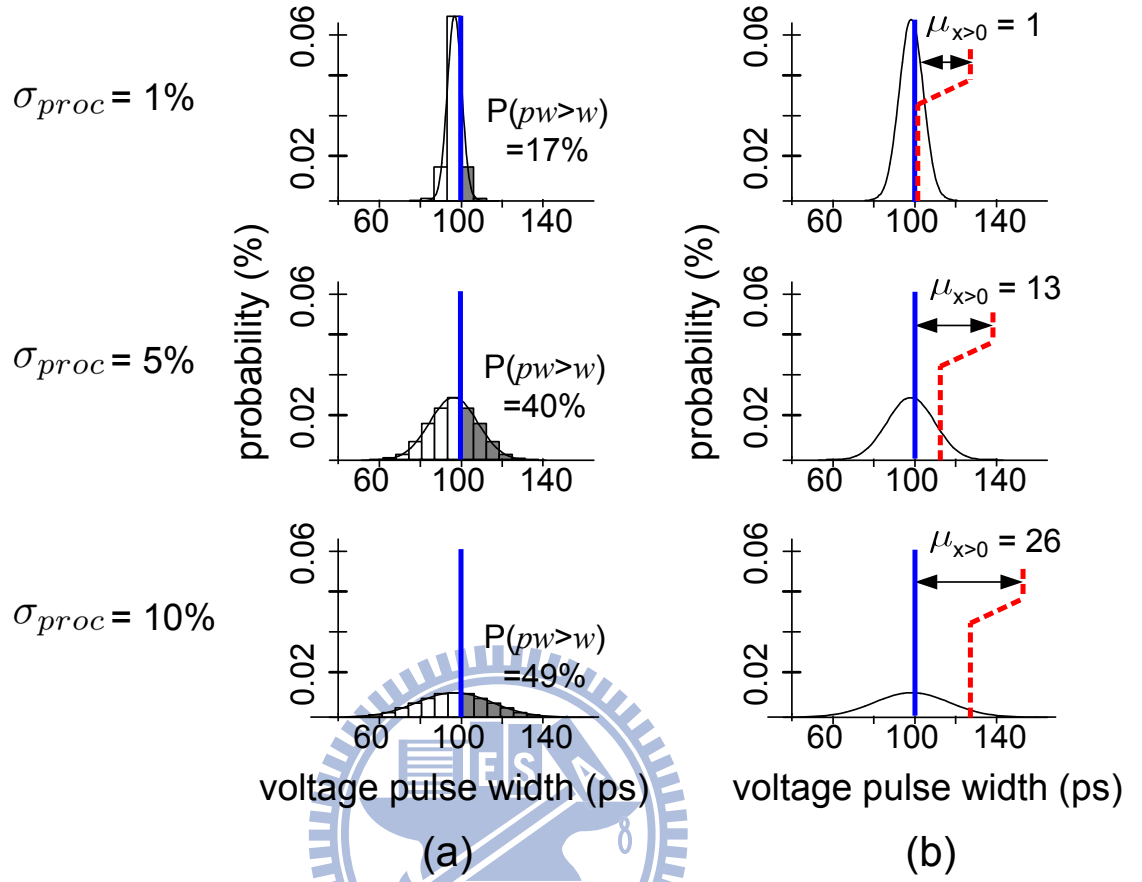 σproc = 1%
0.06
0.02
P(pw>w)
=17%
60 100 140
0.06
0.02
μx>0 = 1
60 100 140
σproc = 5%
probability (%)
0.06
0.02
P(pw>w)
=40%
60 100 140
probability (%)
0.06
0.02
μx>0 = 13
60 100 140
σproc = 10%
0.06
0.02
P(pw>w)
=49%
60 100 140
0.06
0.02
μx>0 = 26
60 100 140
E S A
voltage pulse width (ps)
voltage pulse width (ps)
8
(a)
(b)